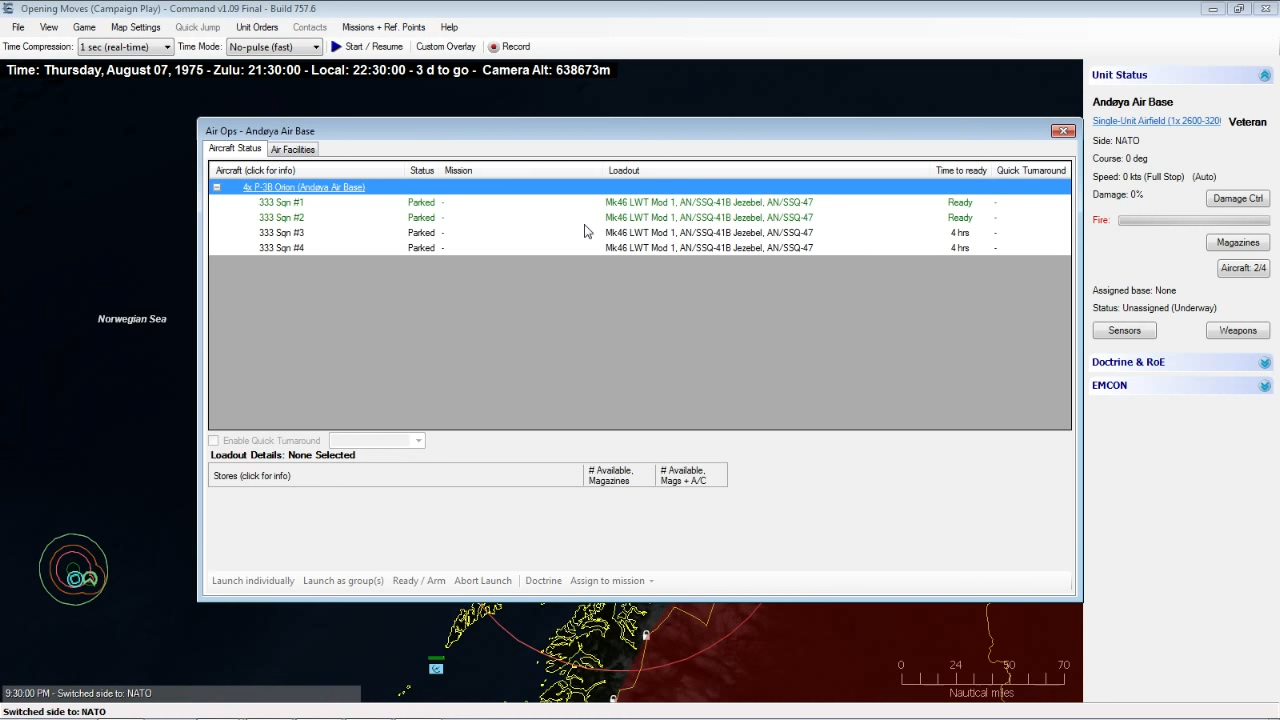 Opening Moves (Campaign Play) - Command v1.09 Final - Build 757.6
File View Game Map Settings Quick Jump Unit Orders Contacts Missions + Ref. Points Help
Time Compression: 1 sec (real-time) Time Mode: No-pulse (fast) Start / Resume Custom Overlay Record
Time: Thursday, August 07, 1975 - Zulu: 21:30:00 - Local: 22:30:00 - 3 d to go - Camera Alt: 638673m
Air Ops - Andøya Air Base
Aircraft Status Air Facilities
Aircraft (click for info) Status Mission Loadout Time to ready Quick Turnaround
4x P-3B Orion (Andøya Air Base)
333 Sqn #1 Parked - Mk46 LWT Mod 1, AN/SSQ-41B Jezebel, AN/SSQ-47 Ready -
333 Sqn #2 Parked - Mk46 LWT Mod 1, AN/SSQ-41B Jezebel, AN/SSQ-47 Ready -
333 Sqn #3 Parked - Mk46 LWT Mod 1, AN/SSQ-41B Jezebel, AN/SSQ-47 4 hrs -
333 Sqn #4 Parked - Mk46 LWT Mod 1, AN/SSQ-41B Jezebel, AN/SSQ-47 4 hrs -
Enable Quick Turnaround
Loadout Details: None Selected
Stores (click for info) # Available, Magazines # Available, Mags + A/C
Launch individually Launch as group(s) Ready / Arm Abort Launch Doctrine Assign to mission
Norwegian Sea
0 24 50 70
Nautical miles
9:30:00 PM - Switched side to: NATO
Switched side to: NATO
Unit Status
Andøya Air Base
Single-Unit Airfield (1x 2600-320 Veteran
Side: NATO
Course: 0 deg
Speed: 0 kts (Full Stop) (Auto)
Damage: 0% Damage Ctrl
Fire:
Magazines
Aircraft: 2/4
Assigned base: None
Status: Unassigned (Underway)
Sensors Weapons
Doctrine & RoE
EMCON